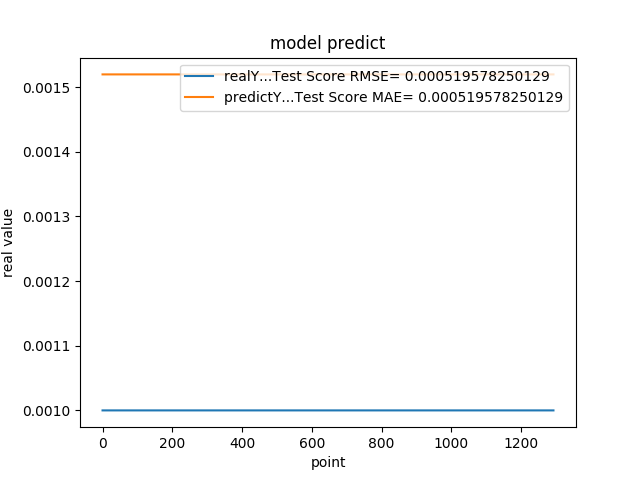 model predict
realY...Test Score RMSE= 0.000519578250129
predictY...Test Score MAE= 0.000519578250129
0.0015
0.0014
0.0013
0.0012
0.0011
0.0010
real value
0 200 400 600 800 1000 1200
point